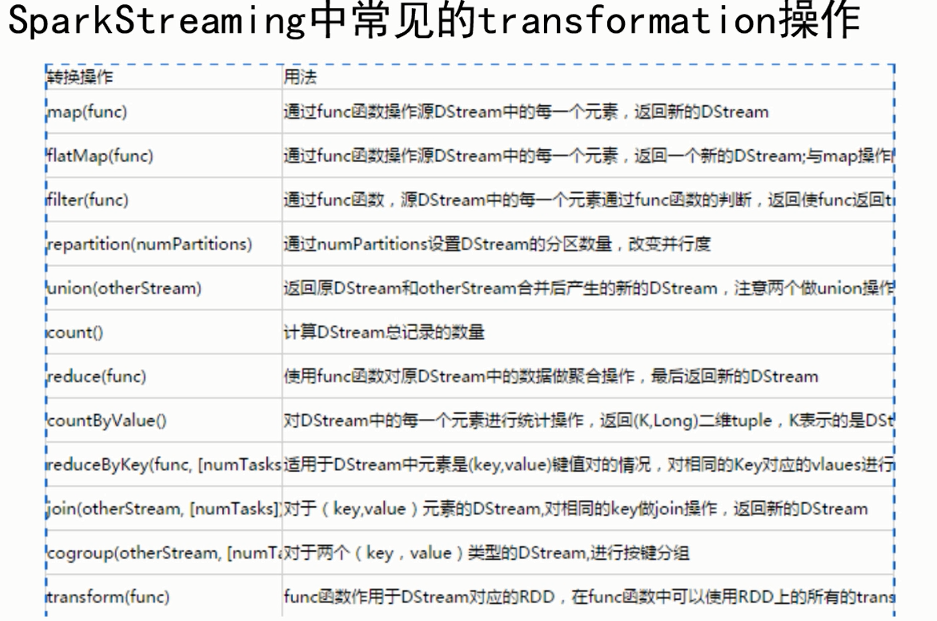 SparkStreaming中常见的transformation操作
转换操作 用法
map(func) 通过func函数操作源DStream中的每一个元素，返回新的DStream
flatMap(func) 通过func函数操作源DStream中的每一个元素，返回一个新的DStream;与map操作
filter(func) 通过func函数，源DStream中的每一个元素通过func函数的判断，返回使func返回t
repartition(numPartitions) 通过numPartitions设置DStream的分区数量，改变并行度
union(otherStream) 返回原DStream和otherStream合并后产生的新的DStream，注意两个做union操作
count() 计算DStream总记录的数量
reduce(func) 使用func函数对原DStream中的数据做聚合操作，最后返回新的DStream
countByValue() 对DStream中的每一个元素进行统计操作，返回(K,Long)二维tuple，K表示的是DSt
reduceByKey(func, [numTasks 适用于DStream中元素是(key,value)键值对的情况，对相同的Key对应的vlaues进行
join(otherStream, [numTasks]) 对于（key,value）元素的DStream,对相同的key做join操作，返回新的DStream
cogroup(otherStream, [numTa 对于两个（key，value）类型的DStream,进行按键分组
transform(func) func函数作用于DStream对应的RDD，在func函数中可以使用RDD上的所有的trans